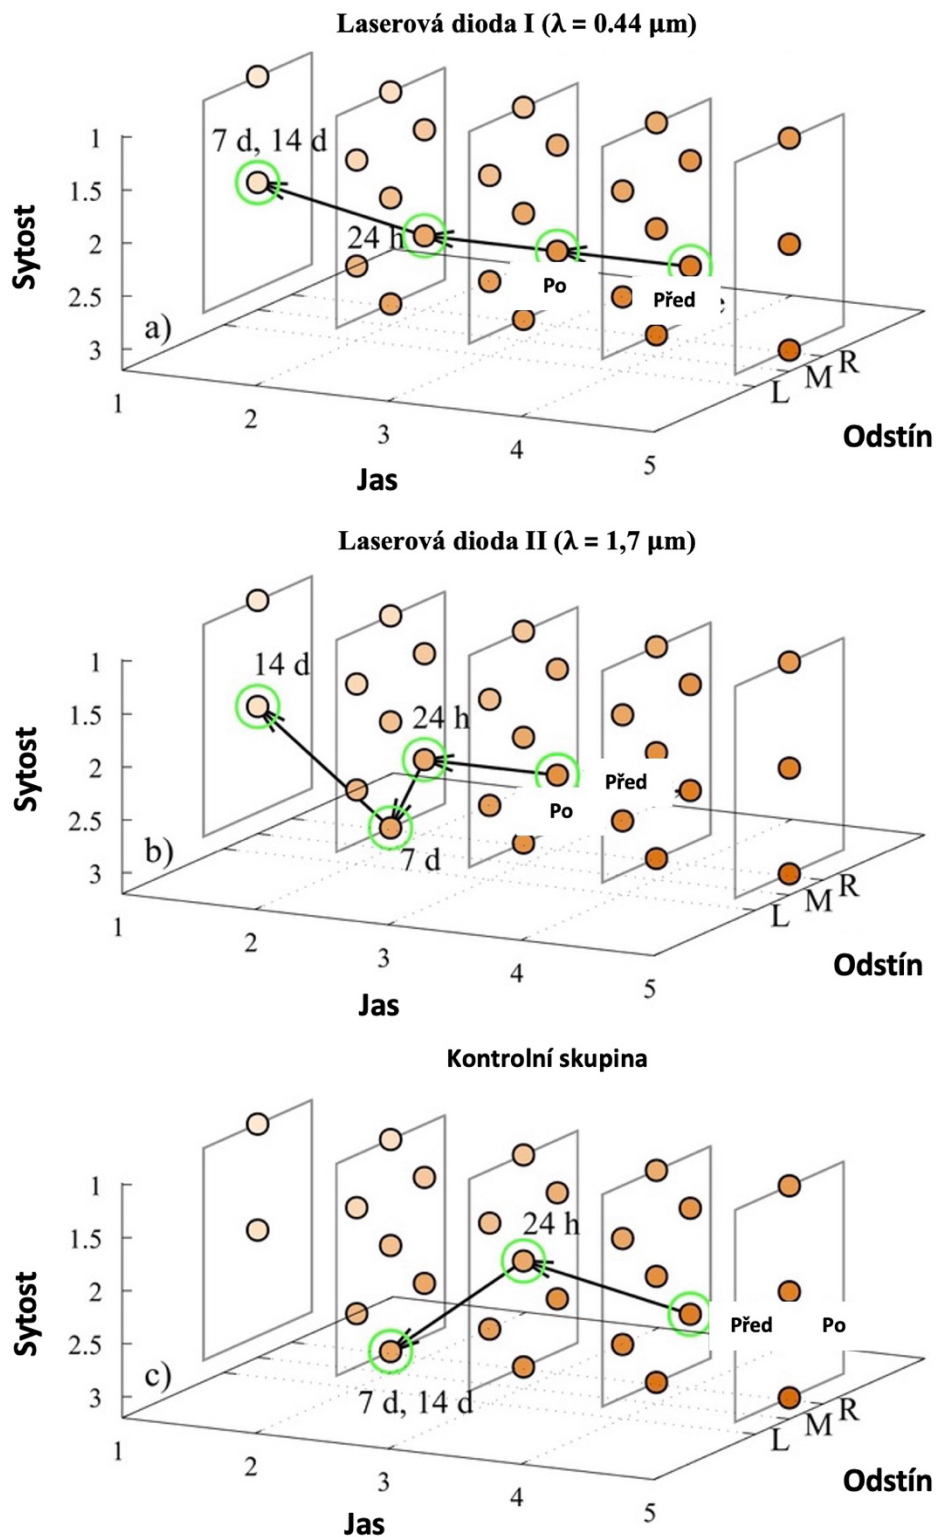 Laserová dioda I (λ = 0.44 µm)
1
1.5
2
2.5
3
Sytost
7 d, 14 d
24 h
Po
Před
a)
L
M
R
1
2
3
4
5
Jas
Odstín
Laserová dioda II (λ = 1,7 µm)
1
1.5
2
2.5
3
Sytost
14 d
24 h
Před
Po
7 d
b)
L
M
R
1
2
3
4
5
Jas
Odstín
Kontrolní skupina
1
1.5
2
2.5
3
Sytost
24 h
Před
Po
7 d, 14 d
c)
L
M
R
1
2
3
4
5
Jas
Odstín